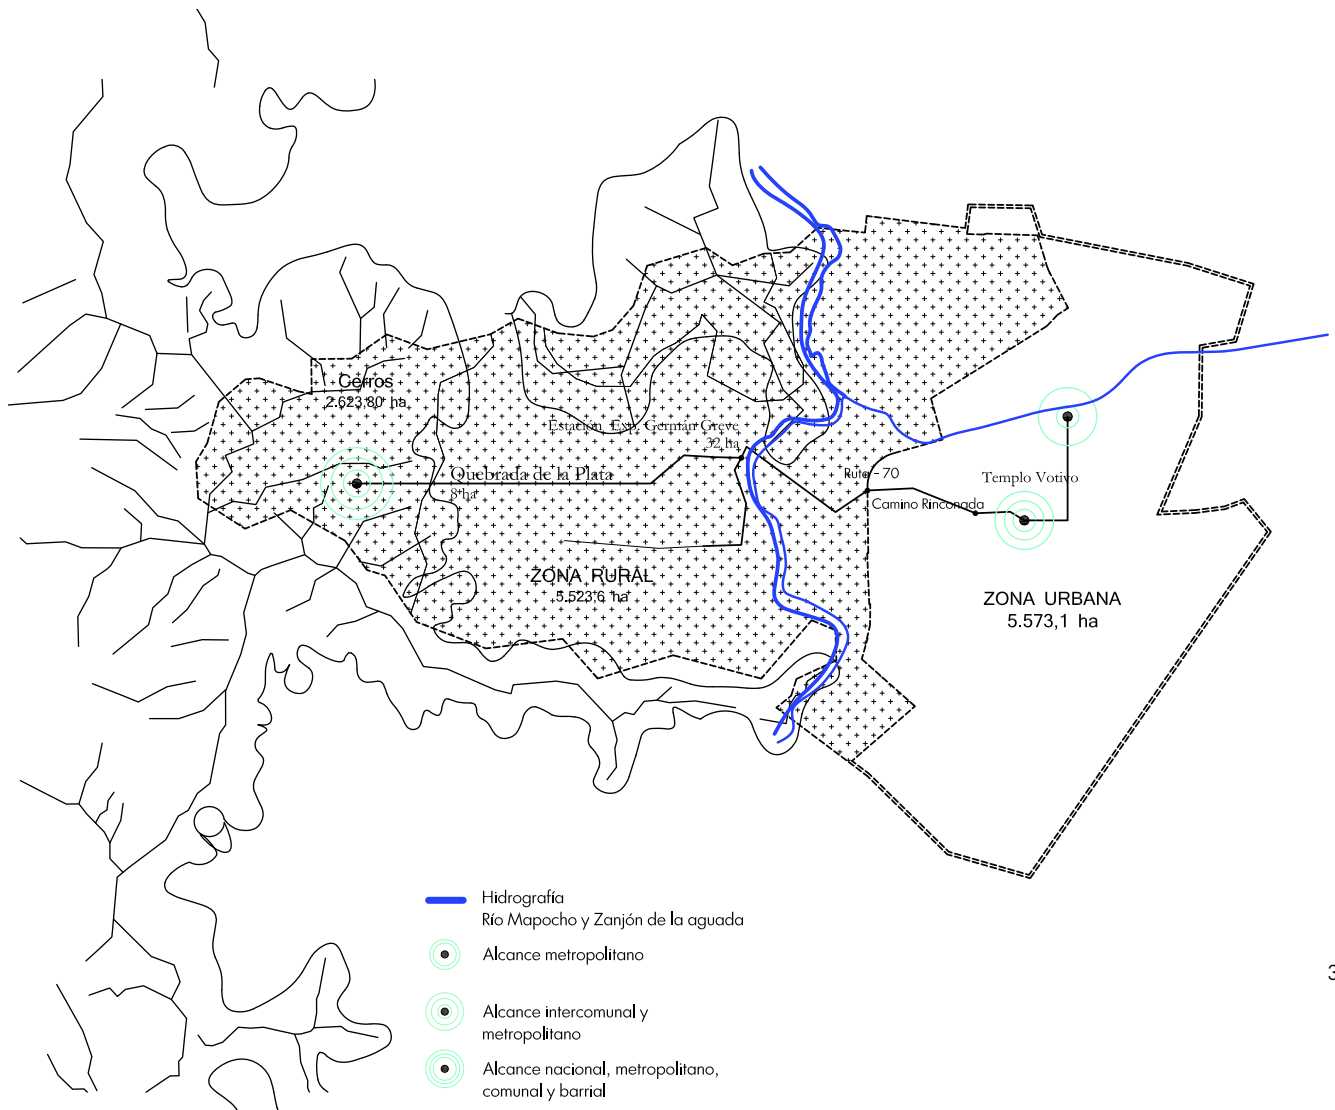 Cerros
2.623,80 ha
Estación Exp. Germán Greve
32 ha
Quebrada de la Plata
8 ha
Ruta - 70
Camino Rinconada
Templo Votivo
ZONA RURAL
5.523,6 ha
ZONA URBANA
5.573,1 ha
Hidrografía
Río Mapocho y Zanjón de la aguada
Alcance metropolitano
Alcance intercomunal y
metropolitano
Alcance nacional, metropolitano,
comunal y barrial
3